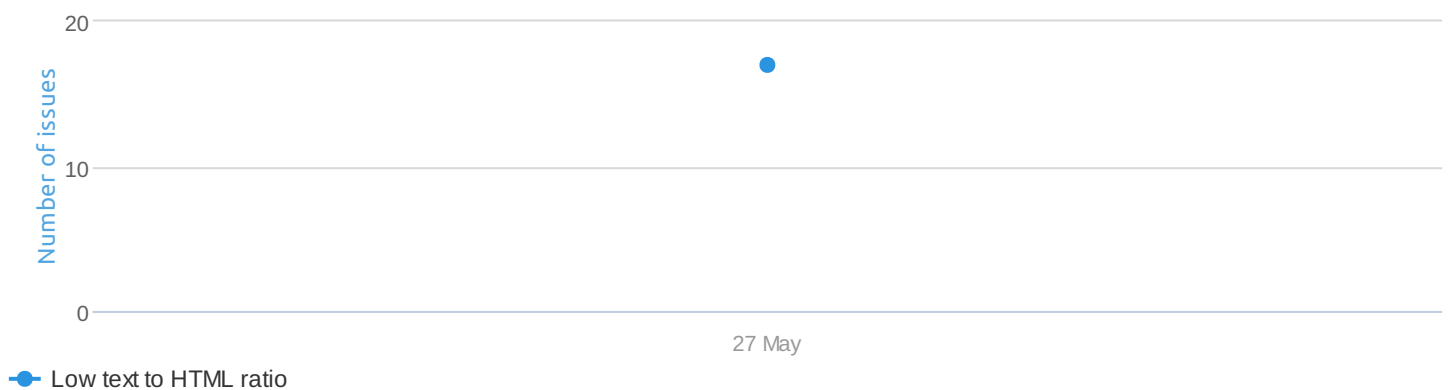 20
Number of issues
10
0
27 May
Low text to HTML ratio